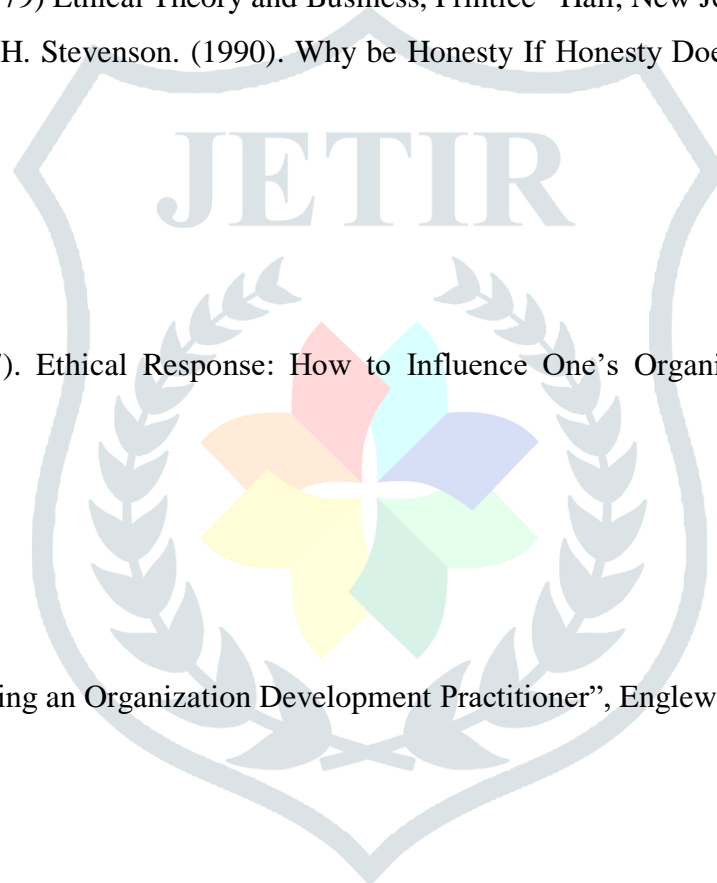 79) Ethical Theory and Business, Printice –Hall, New Je
H. Stevenson. (1990). Why be Honesty If Honesty Doe
JETIR
). Ethical Response: How to Influence One’s Organi
ing an Organization Development Practitioner”, Englew